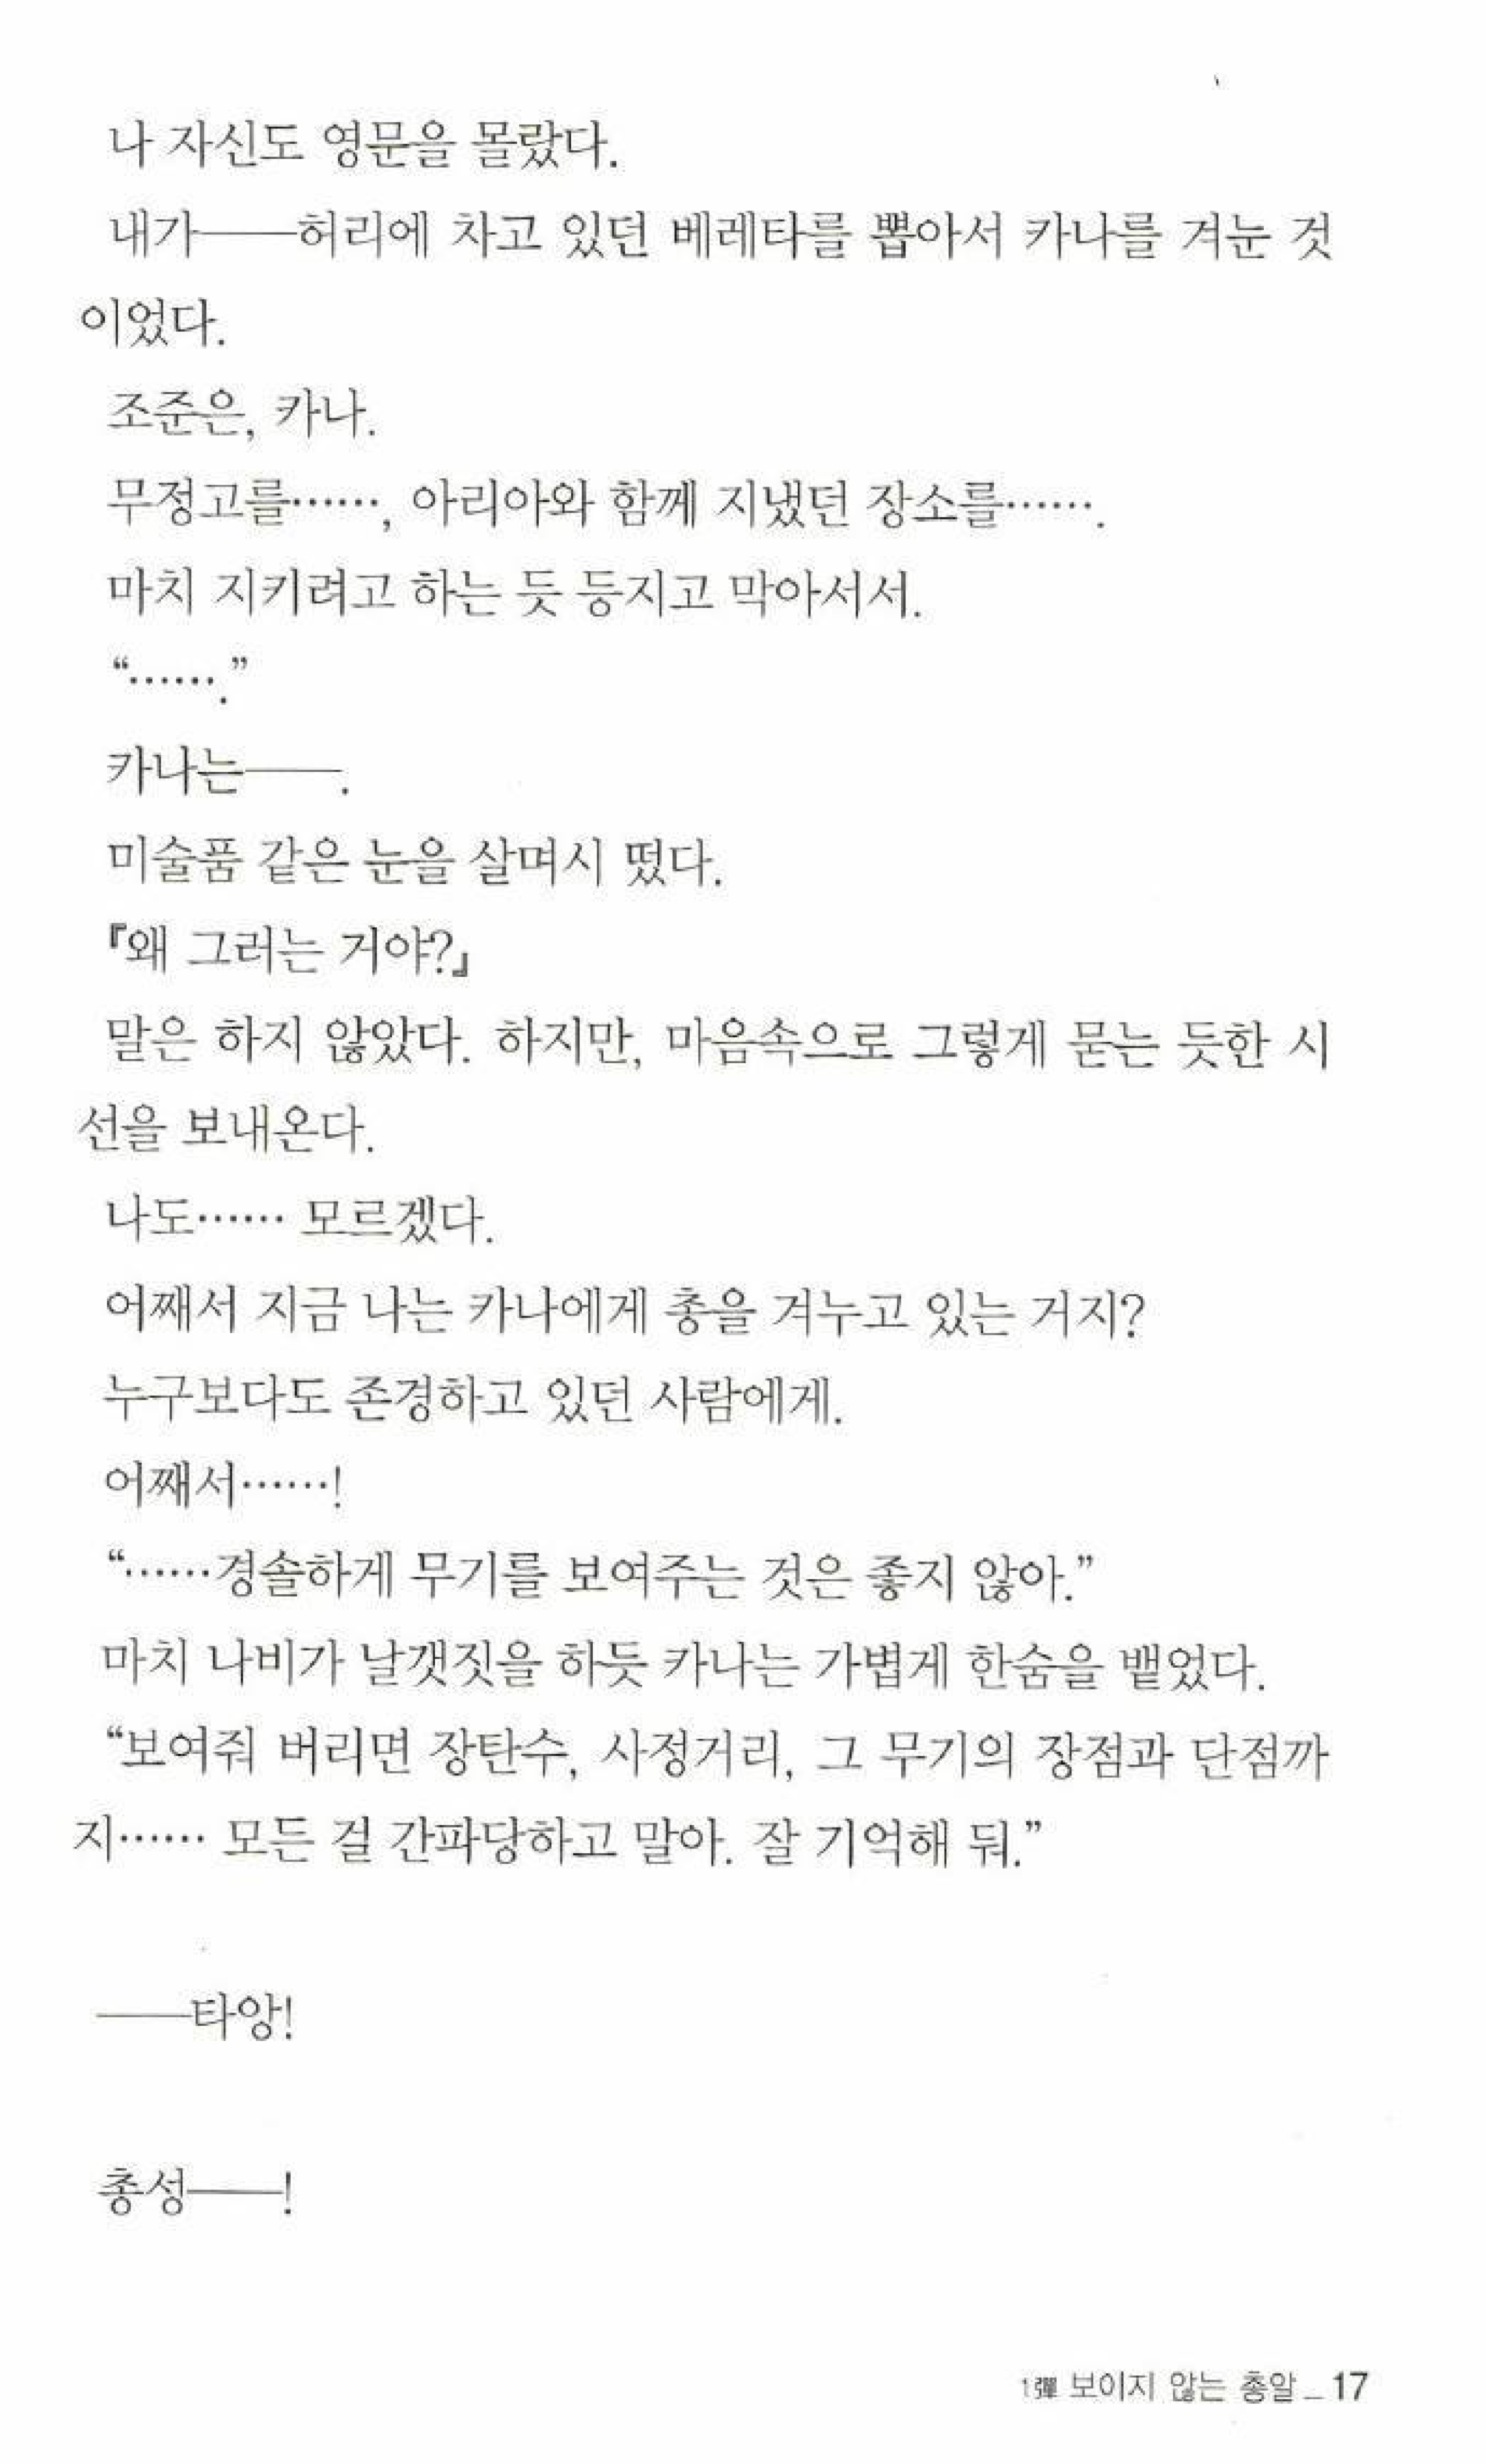 나 자신도 영문을 몰랐다.
내가――허리에 차고 있던 베레타를 뽑아서 카나를 겨눈 것
이었다.
조준은, 카나.
무정고를……, 아리아와 함께 지냈던 장소를…….
마치 지키려고 하는 듯 등지고 막아서서.
“…….”
카나는――.
미술품 같은 눈을 살며시 떴다.
『왜 그러는 거야?』
말은 하지 않았다. 하지만, 마음속으로 그렇게 묻는 듯한 시
선을 보내온다.
나도…… 모르겠다.
어째서 지금 나는 카나에게 총을 겨누고 있는 거지?
누구보다도 존경하고 있던 사람에게.
어째서……!
“……경솔하게 무기를 보여주는 것은 좋지 않아.”
마치 나비가 날갯짓을 하듯 카나는 가볍게 한숨을 뱉었다.
“보여줘 버리면 장탄수, 사정거리, 그 무기의 장점과 단점까
지…… 모든 걸 간파당하고 말아. 잘 기억해 둬.”
――타앙!
총성――!
1彈 보이지 않는 총알 _ 17